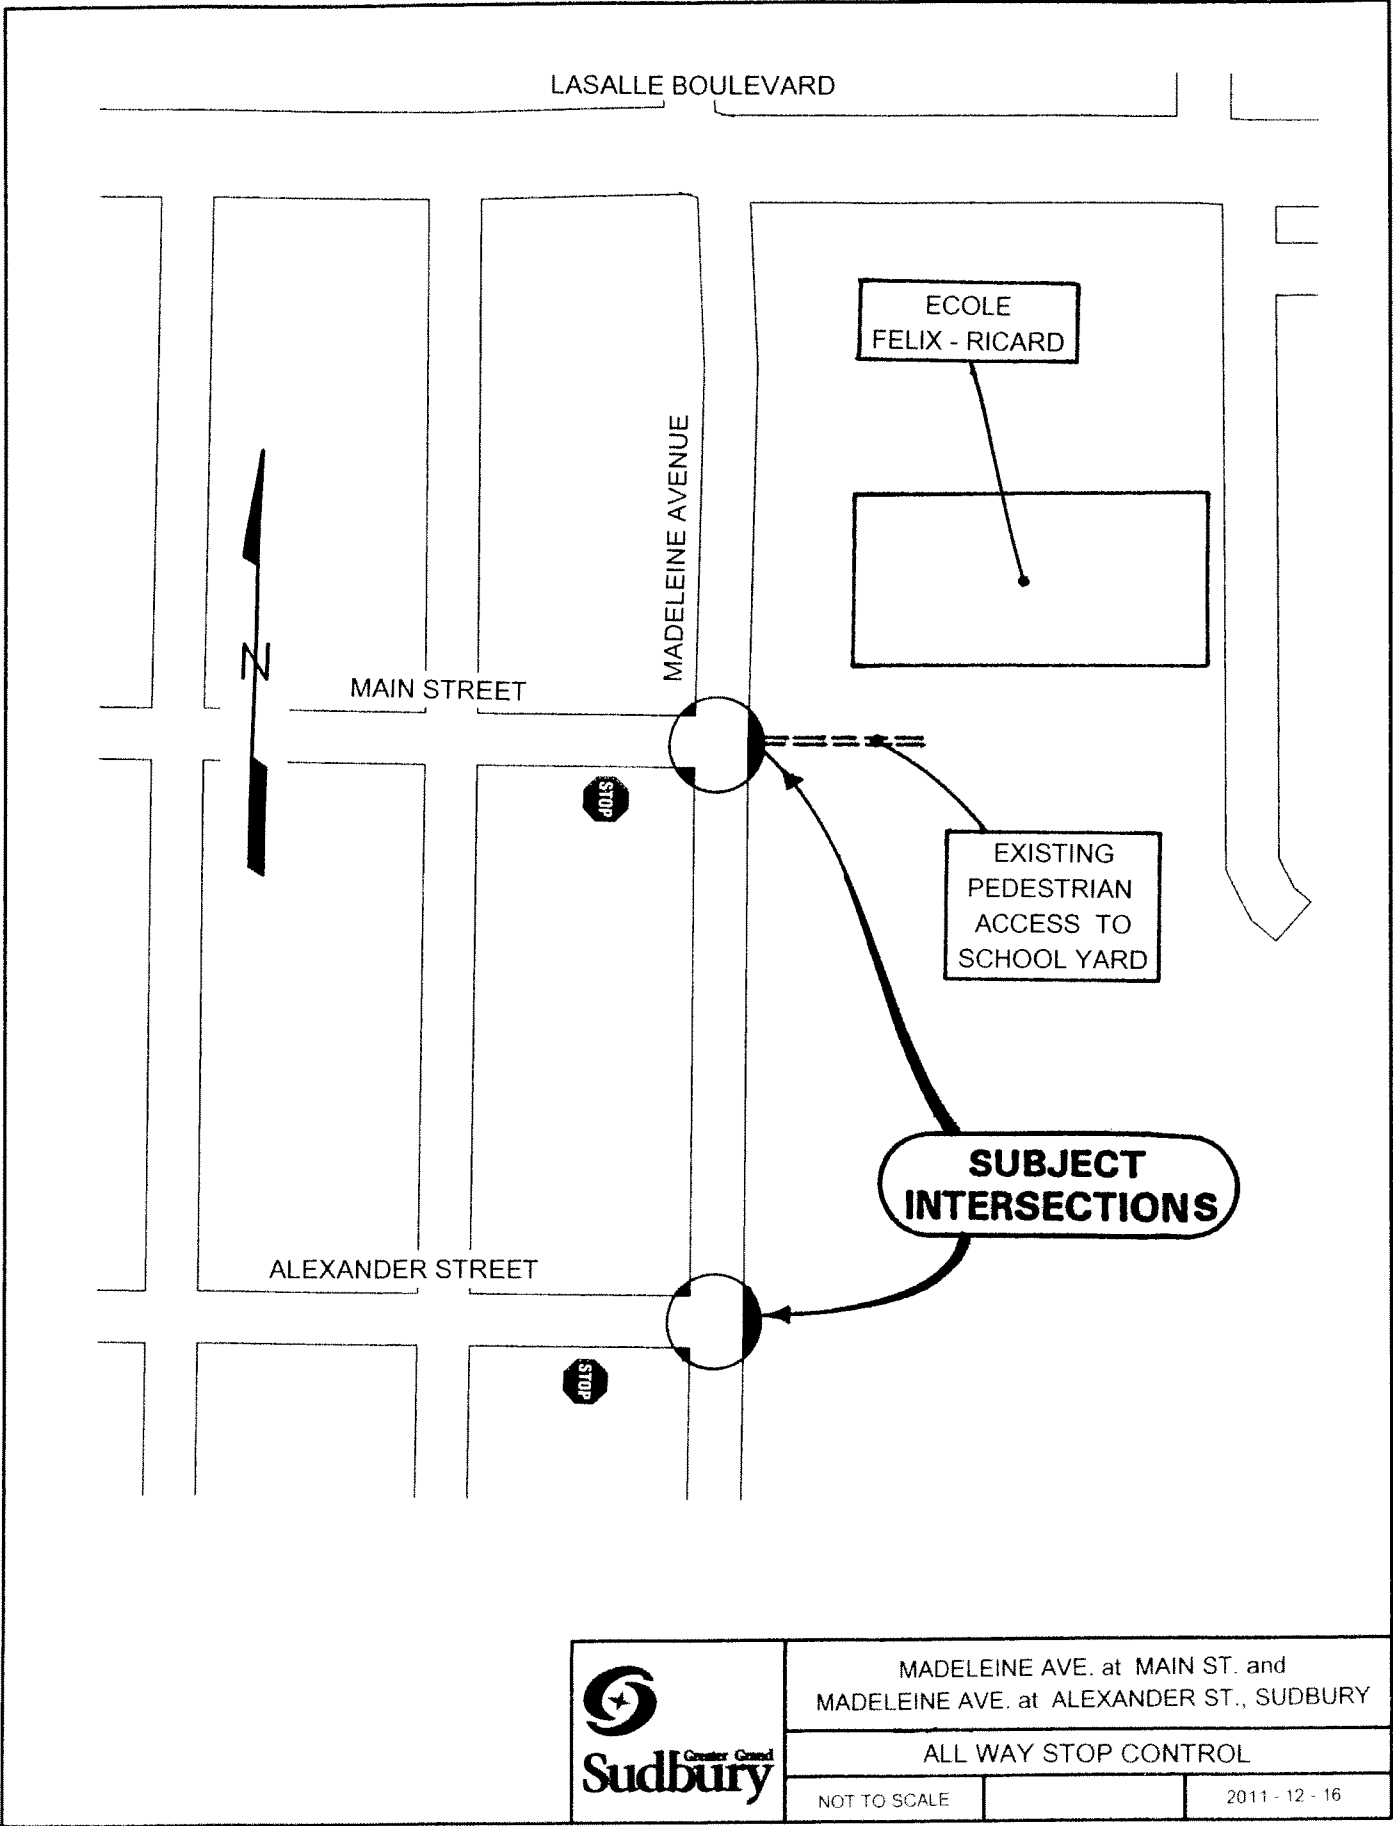 LASALLE BOULEVARD
ECOLE
FELIX - RICARD
MADELEINE AVENUE
N
MAIN STREET
STOP
EXISTING
PEDESTRIAN
ACCESS TO
SCHOOL YARD
SUBJECT
INTERSECTIONS
ALEXANDER STREET
STOP
Greater Grand
Sudbury
MADELEINE AVE. at MAIN ST. and
MADELEINE AVE. at ALEXANDER ST., SUDBURY
ALL WAY STOP CONTROL
NOT TO SCALE
2011 - 12 - 16